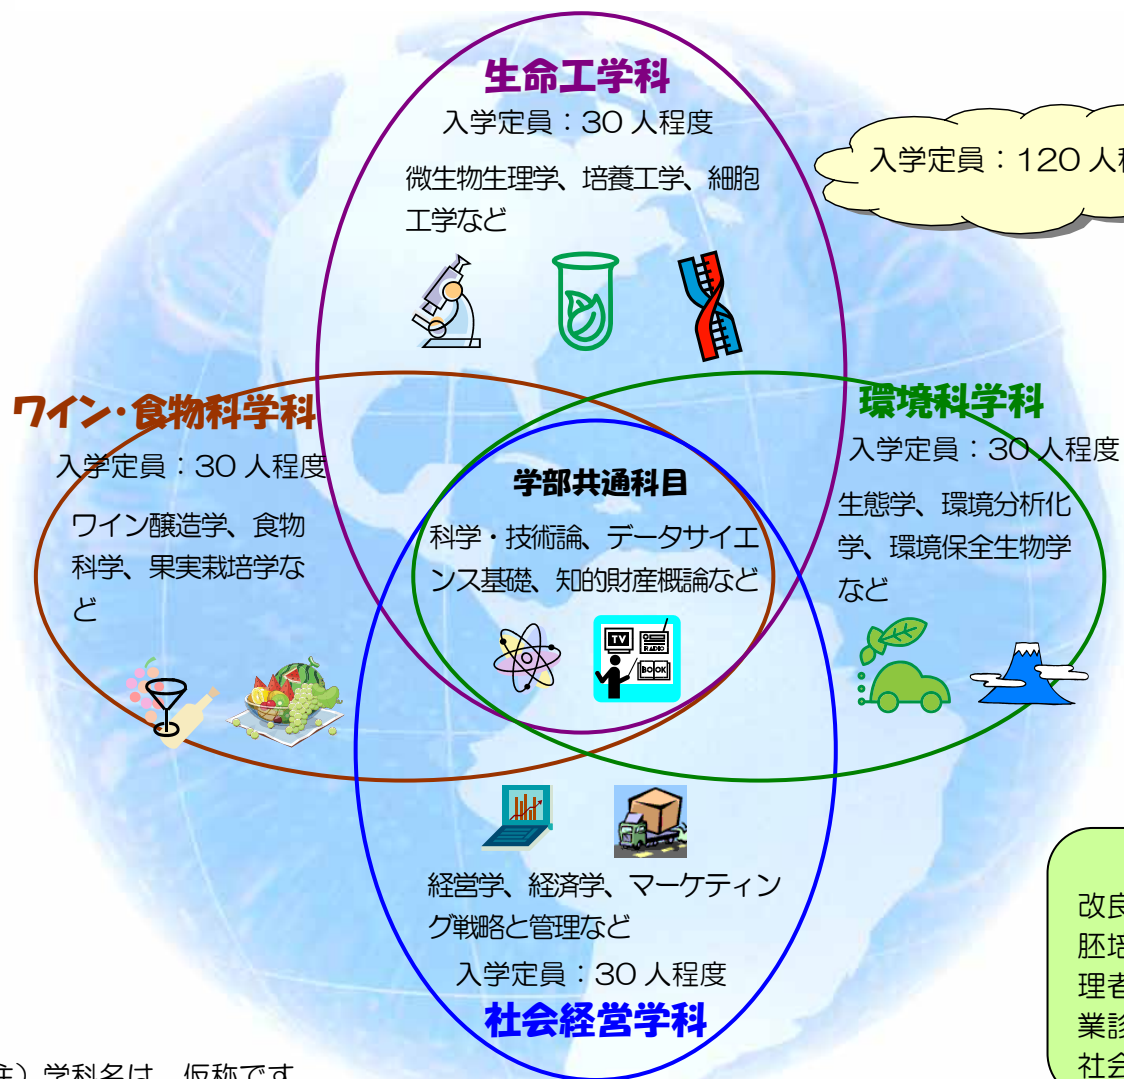 生命工学科
入学定員：30 人程度
微生物生理学、培養工学、細胞
工学など
入学定員：120 人
ワイン・食物科学科
入学定員：30 人程度
ワイン醸造学、食物
科学、果実栽培学な
ど
環境科学科
入学定員：30 人程度
生態学、環境分析化
学、環境保全生物学
など
学部共通科目
科学・技術論、データサイエ
ンス基礎、知的財産概論など
TV
RADIO
BOOK
経営学、経済学、マーケティン
グ戦略と管理など
入学定員：30 人程度
社会経営学科
改良
胚培
理者
業診
社会
）学科名は、仮称です